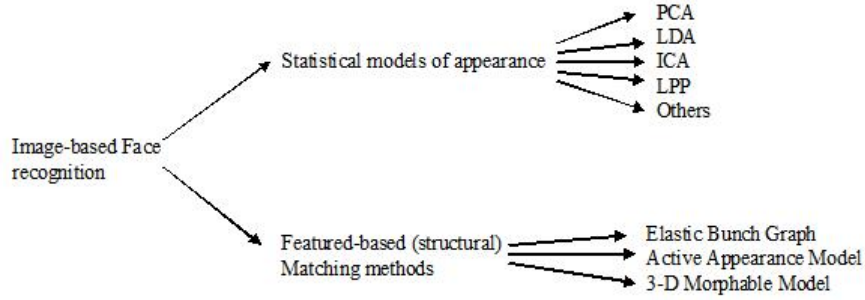 PCA
LDA
Statistical models of appearance
ICA
LPP
Others
Image-based Face
recognition
Featured-based (structural)
Matching methods
Elastic Bunch Graph
Active Appearance Model
3-D Morphable Model